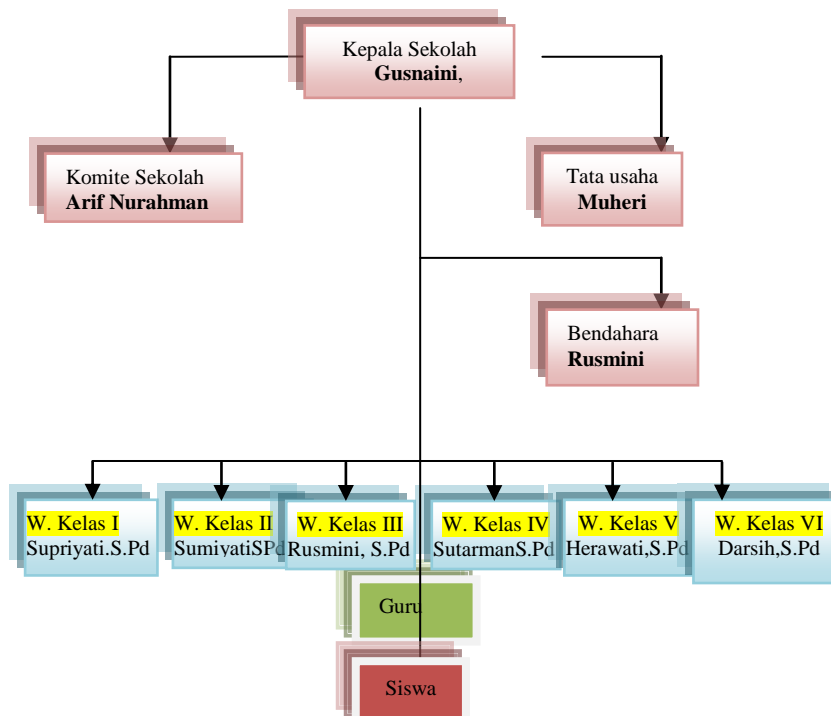 Kepala Sekolah
Gusnaini,
Komite Sekolah
Arif Nurahman
Tata usaha
Muheri
Bendahara
Rusmini
W. Kelas I
Supriyati.S.Pd
W. Kelas II
SumiyatiSPd
W. Kelas III
Rusmini, S.Pd
W. Kelas IV
SutarmanS.Pd
W. Kelas V
Herawati,S.Pd
W. Kelas VI
Darsih,S.Pd
Guru
Siswa